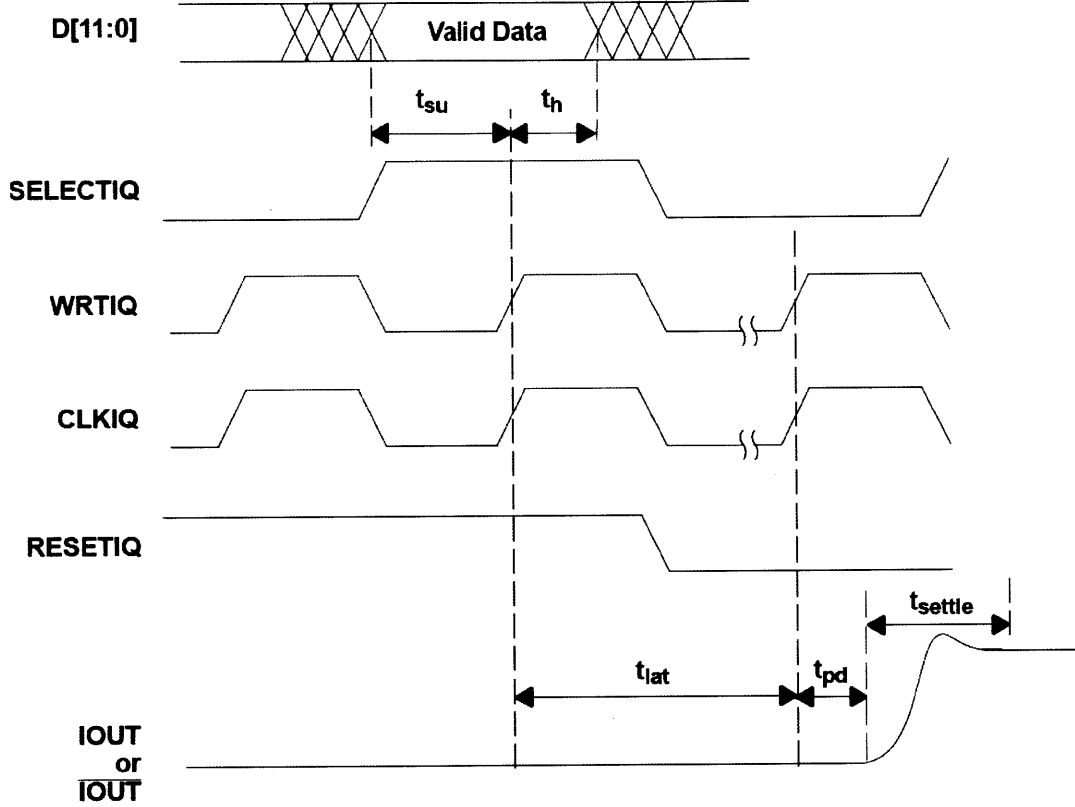 D[11:0]
Valid Data
tsu
th
SELECTIQ
WRTIQ
CLKIQ
RESETIQ
tsettle
tlat
tpd
IOUT
or
IOUT